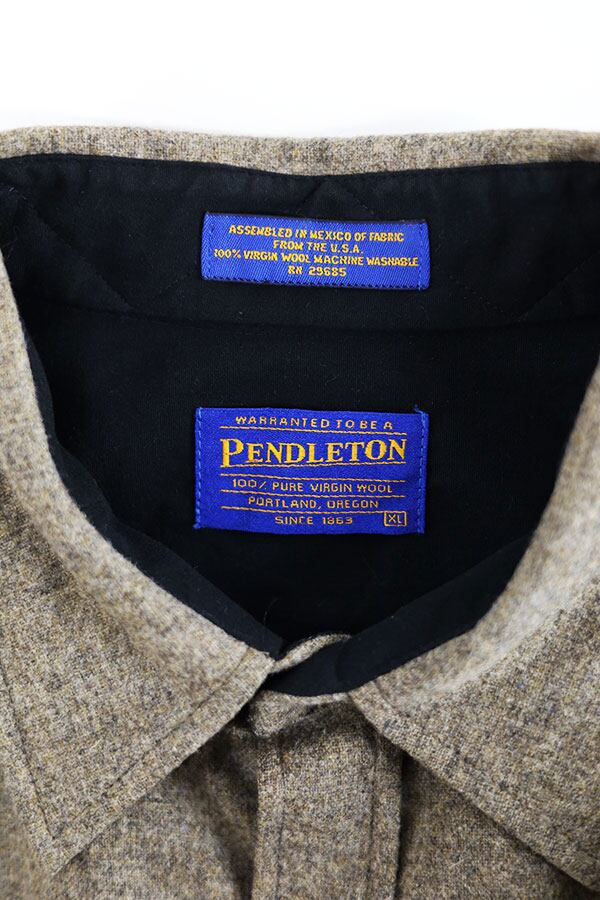 ASSEMBLED IN MEXICO OF FABRIC
FROM THE U.S.A.
100% VIRGIN WOOL MACHINE WASHABLE
RN 29685
WARRANTED TO BE A
PENDLETON
100% PURE VIRGIN WOOL
PORTLAND, OREGON
SINCE 1863 XL